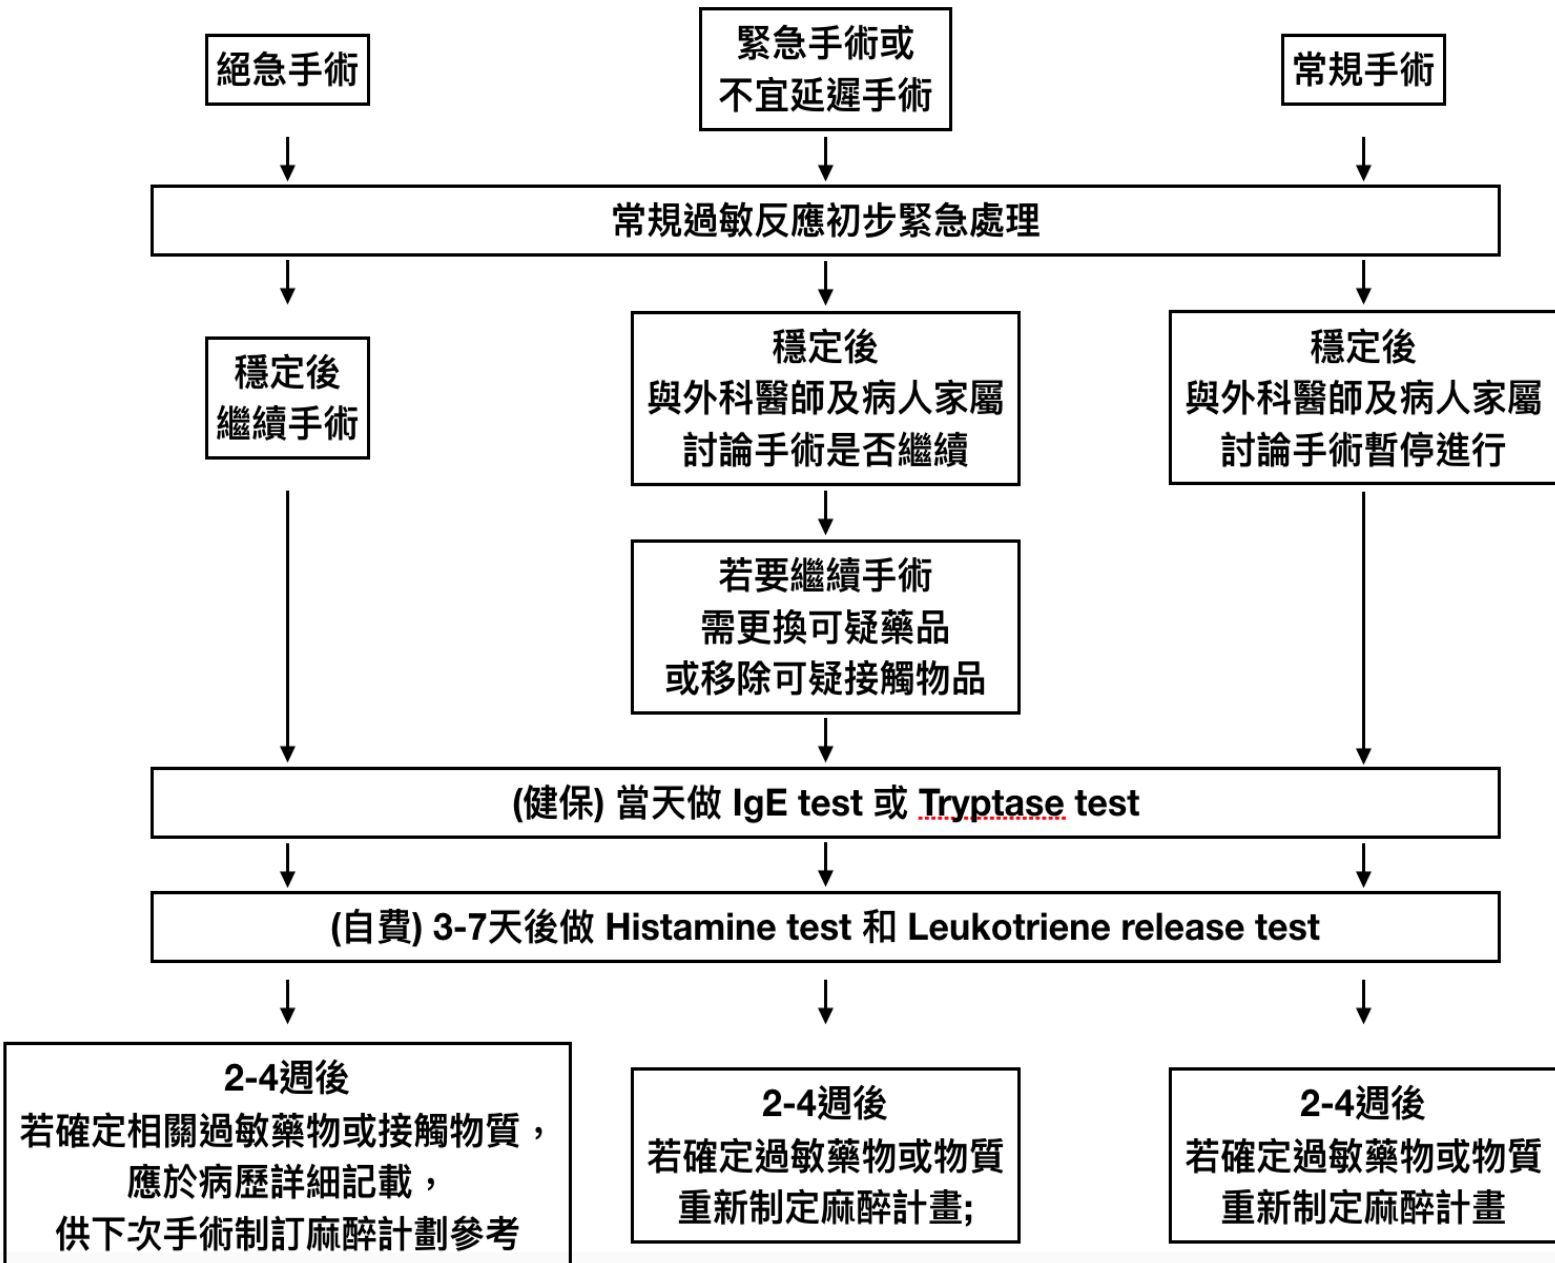 絕急手術
緊急手術或
不宜延遲手術
常規手術
常規過敏反應初步緊急處理
穩定後
繼續手術
穩定後
與外科醫師及病人家屬
討論手術是否繼續
穩定後
與外科醫師及病人家屬
討論手術暫停進行
若要繼續手術
需更換可疑藥品
或移除可疑接觸物品
(健保) 當天做 IgE test 或 Tryptase test
(自費) 3-7天後做 Histamine test 和 Leukotriene release test
2-4週後
若確定相關過敏藥物或接觸物質，
應於病歷詳細記載，
供下次手術制訂麻醉計劃參考
2-4週後
若確定過敏藥物或物質
重新制定麻醉計畫;
2-4週後
若確定過敏藥物或物質
重新制定麻醉計畫